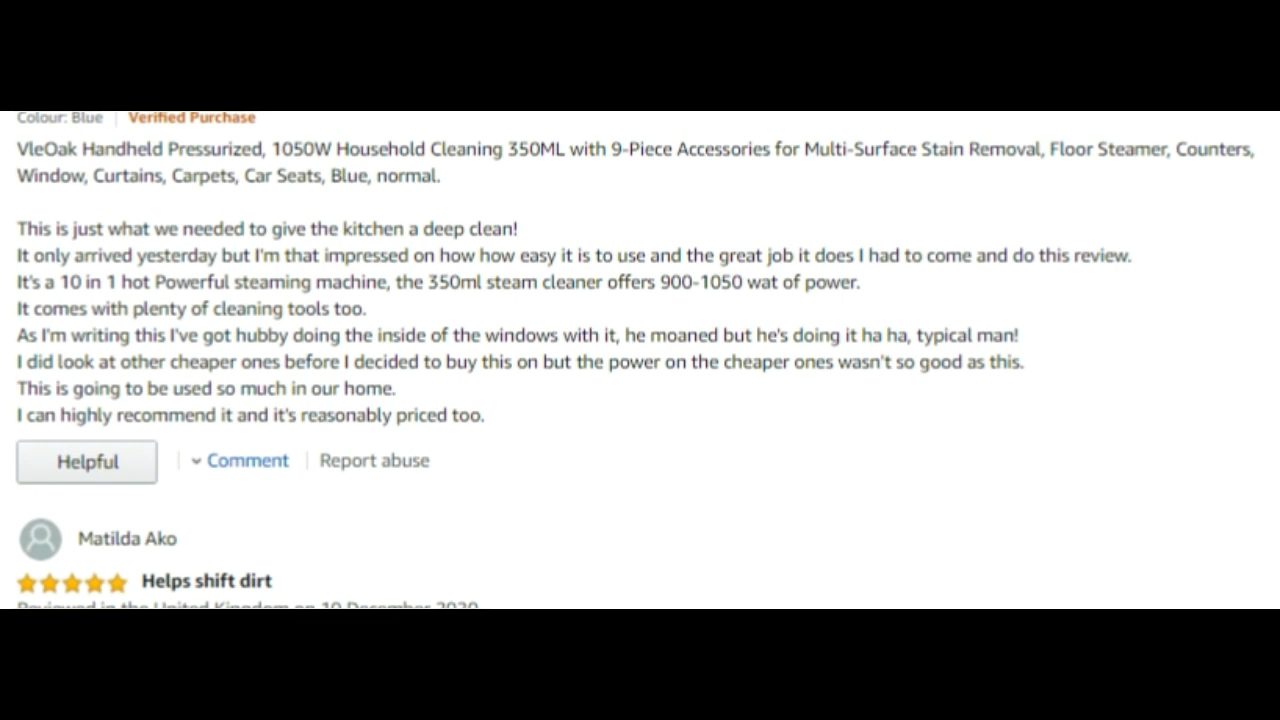 Colour: Blue | Verified Purchase
VleOak Handheld Pressurized, 1050W Household Cleaning 350ML with 9-Piece Accessories for Multi-Surface Stain Removal, Floor Steamer, Counters,
Window, Curtains, Carpets, Car Seats, Blue, normal.
This is just what we needed to give the kitchen a deep clean!
It only arrived yesterday but I'm that impressed on how how easy it is to use and the great job it does I had to come and do this review.
It's a 10 in 1 hot Powerful steaming machine, the 350ml steam cleaner offers 900-1050 wat of power.
It comes with plenty of cleaning tools too.
As I'm writing this I've got hubby doing the inside of the windows with it, he moaned but he's doing it ha ha, typical man!
I did look at other cheaper ones before I decided to buy this on but the power on the cheaper ones wasn't so good as this.
This is going to be used so much in our home.
I can highly recommend it and it's reasonably priced too.
Helpful | Comment | Report abuse
Matilda Ako
Helps shift dirt
Reviewed in the United Kingdom on 10 December 2020